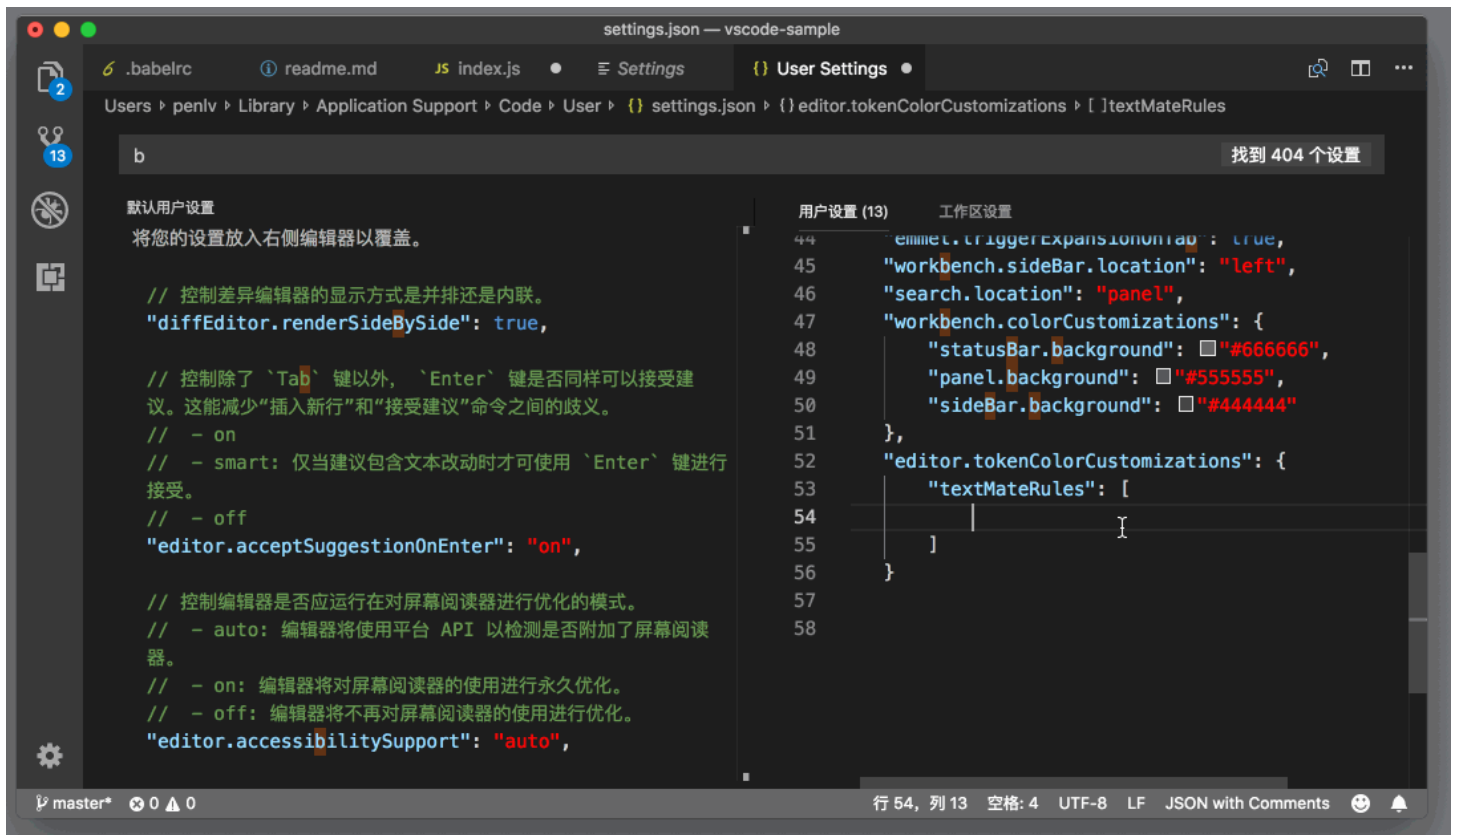 settings.json — vscode-sample
.babelrc
readme.md
JS index.js
Settings
{} User Settings
Users › penlv › Library › Application Support › Code › User › {} settings.json › {} editor.tokenColorCustomizations › [ ]textMateRules
2
13
b
找到 404 个设置
默认用户设置
将您的设置放入右侧编辑器以覆盖。
// 控制差异编辑器的显示方式是并排还是内联。
"diffEditor.renderSideBySide": true,
// 控制除了 `Tab` 键以外， `Enter` 键是否同样可以接受建
议。这能减少“插入新行”和“接受建议”命令之间的歧义。
//  - on
//  - smart: 仅当建议包含文本改动时才可使用 `Enter` 键进行
接受。
//  - off
"editor.acceptSuggestionOnEnter": "on",
// 控制编辑器是否应运行在对屏幕阅读器进行优化的模式。
//  - auto: 编辑器将使用平台 API 以检测是否附加了屏幕阅读
器。
//  - on: 编辑器将对屏幕阅读器的使用进行永久优化。
//  - off: 编辑器将不再对屏幕阅读器的使用进行优化。
"editor.accessibilitySupport": "auto",
用户设置 (13)
工作区设置
44 "emmet.triggerExpansionOnTab": true,
45 "workbench.sideBar.location": "left",
46 "search.location": "panel",
47 "workbench.colorCustomizations": {
48 "statusBar.background": "#666666",
49 "panel.background": "#555555",
50 "sideBar.background": "#444444"
51 },
52 "editor.tokenColorCustomizations": {
53 "textMateRules": [
54
55 ]
56 }
57
58
master* 0 0
行 54，列 13 空格: 4 UTF-8 LF JSON with Comments